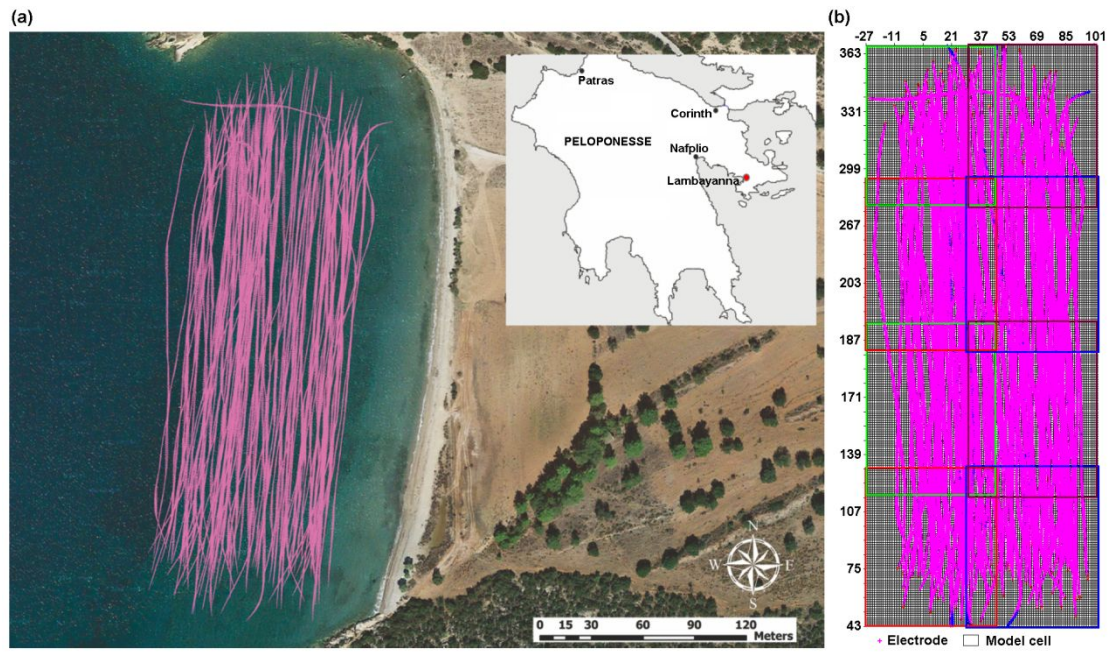 (a)
Patras
Corinth
PELOPONESSE
Nafplio
Lambayanna
N
W E
S
0 15 30 60 90 120
Meters
(b)
-27 -11 5 21 37 53 69 85 101
363
331
299
267
203
187
171
139
107
75
43
+ Electrode Model cell